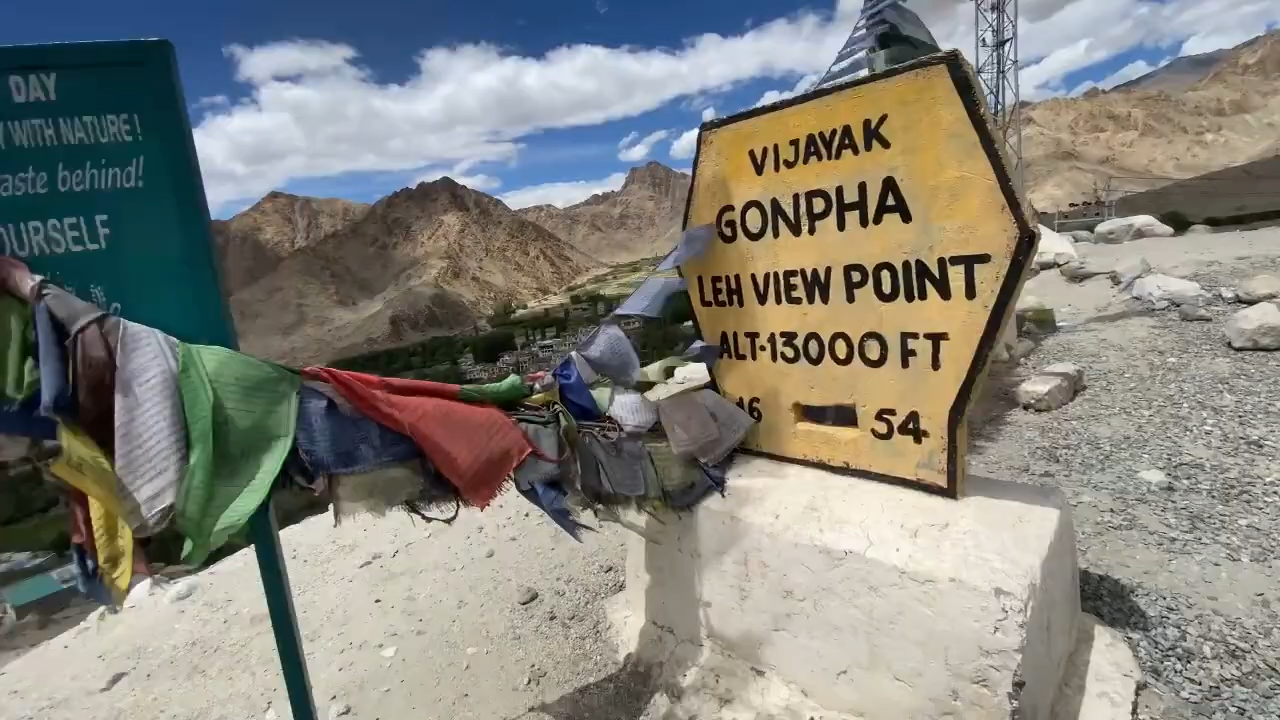 DAY
WITH NATURE!
aste behind!
OURSELF
VIJAYAK
GONPHA
LEH VIEW POINT
ALT-13000 FT
16 54